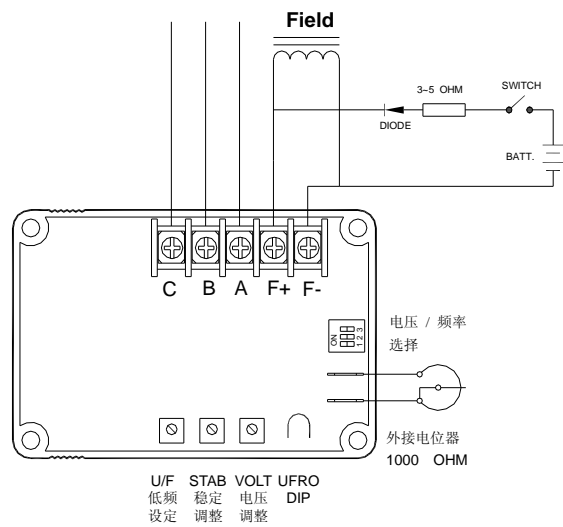 Field
3~5 OHM
SWITCH
DIODE
BATT.
C B A F+ F-
ON
1 2 3
电压 / 频率
选择
外接电位器
1000 OHM
U/F STAB VOLT UFRO
低频 稳定 电压 DIP
设定 调整 调整